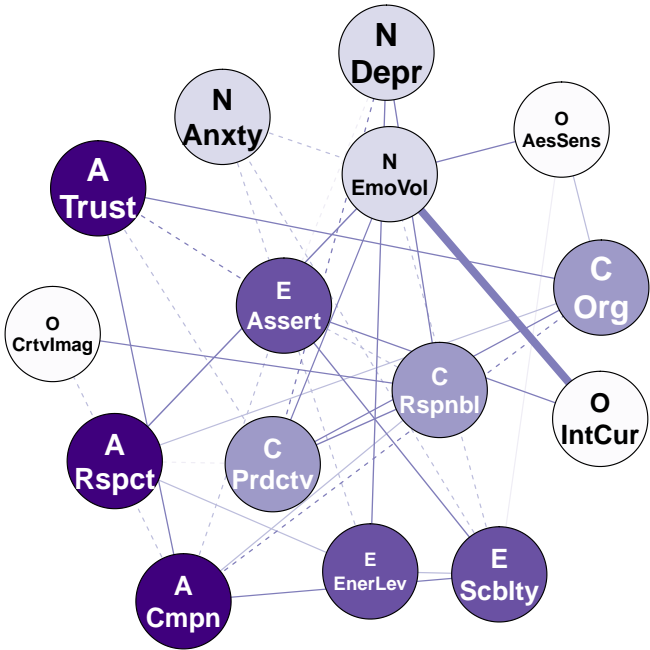 N
Depr
N
Anxty
O
AesSens
N
EmoVol
A
Trust
C
Org
E
Assert
O
CrtvImag
C
Rspnbl
O
IntCur
A
Rspct
C
Prdctv
E
EnerLev
E
Scblty
A
Cmpn